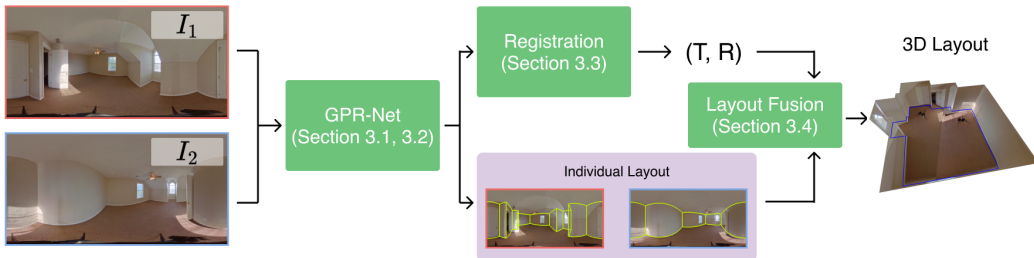 I1
I2
GPR-Net
(Section 3.1, 3.2)
Registration
(Section 3.3)
(T, R)
Individual Layout
Layout Fusion
(Section 3.4)
3D Layout